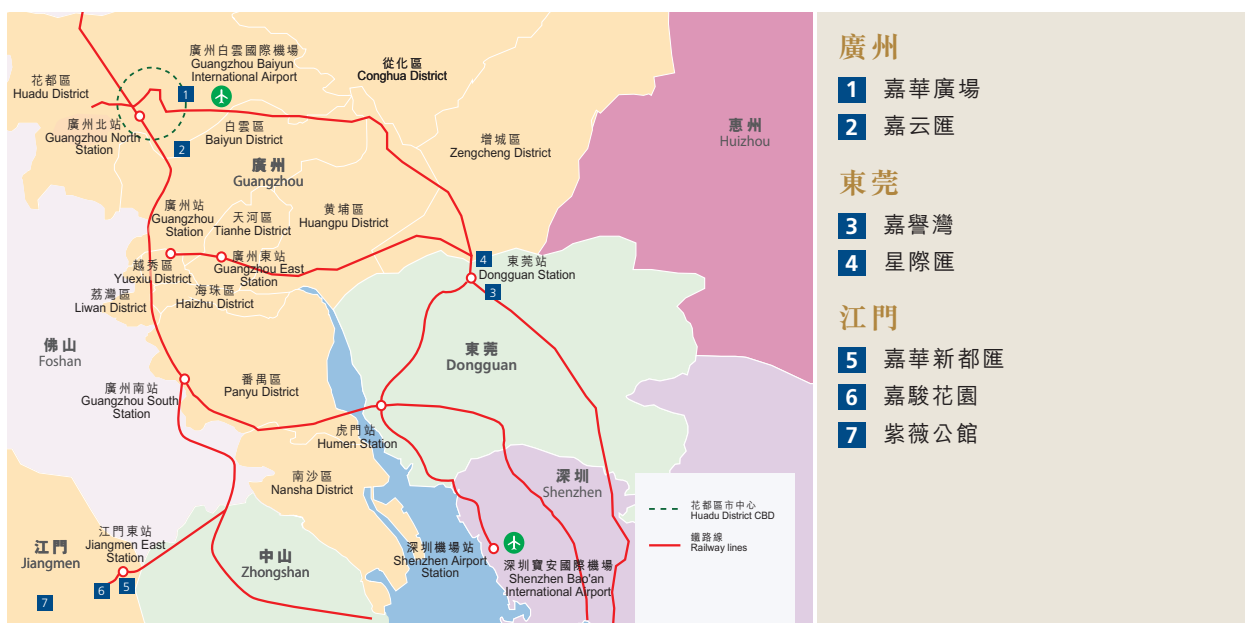 廣州白雲國際機場
Guangzhou Baiyun
International Airport
從化區
Conghua District
花都區
Huadu District
1
廣州北站
Guangzhou North
Station
白雲區
Baiyun District
2
增城區
Zengcheng District
惠州
Huizhou
廣州
Guangzhou
廣州站
Guangzhou
Station
天河區
Tianhe District
黄埔區
Huangpu District
越秀區
Yuexiu District
廣州東站
Guangzhou East
Station
4
東莞站
Dongguan Station
3
荔灣區
Liwan District
海珠區
Haizhu District
佛山
Foshan
東莞
Dongguan
廣州南站
Guangzhou South
Station
番禺區
Panyu District
虎門站
Humen Station
南沙區
Nansha District
深圳
Shenzhen
江門東站
Jiangmen East
Station
江門
Jiangmen
中山
Zhongshan
深圳機場站
Shenzhen Airport
Station
深圳寶安國際機場
Shenzhen Bao'an
International Airport
6
5
7
花都區市中心
Huadu District CBD
鐵路線
Railway lines
廣州
1 嘉華廣場
2 嘉云匯
東莞
3 嘉譽灣
4 星際匯
江門
5 嘉華新都匯
6 嘉駿花園
7 紫薇公館